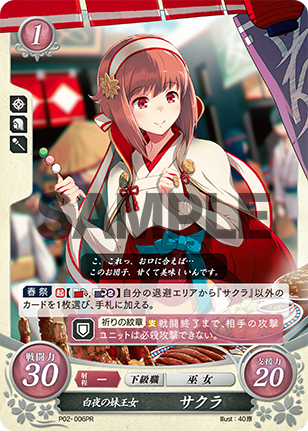 1
SAMPLE
こ、これっ、お口に合えば…
このお団子、甘くて美味しいんです。
春祭 起 【 、 2】自分の退避エリアから『サクラ』以外の
カードを1枚選び、手札に加える。
祈りの紋章 支 戦闘終了まで、相手の攻撃
ユニットは必殺攻撃できない。
戦闘力
30
射程 一 下級職 巫女
支援力
20
白夜の妹王女 サクラ
P02-006PR Illust:40原